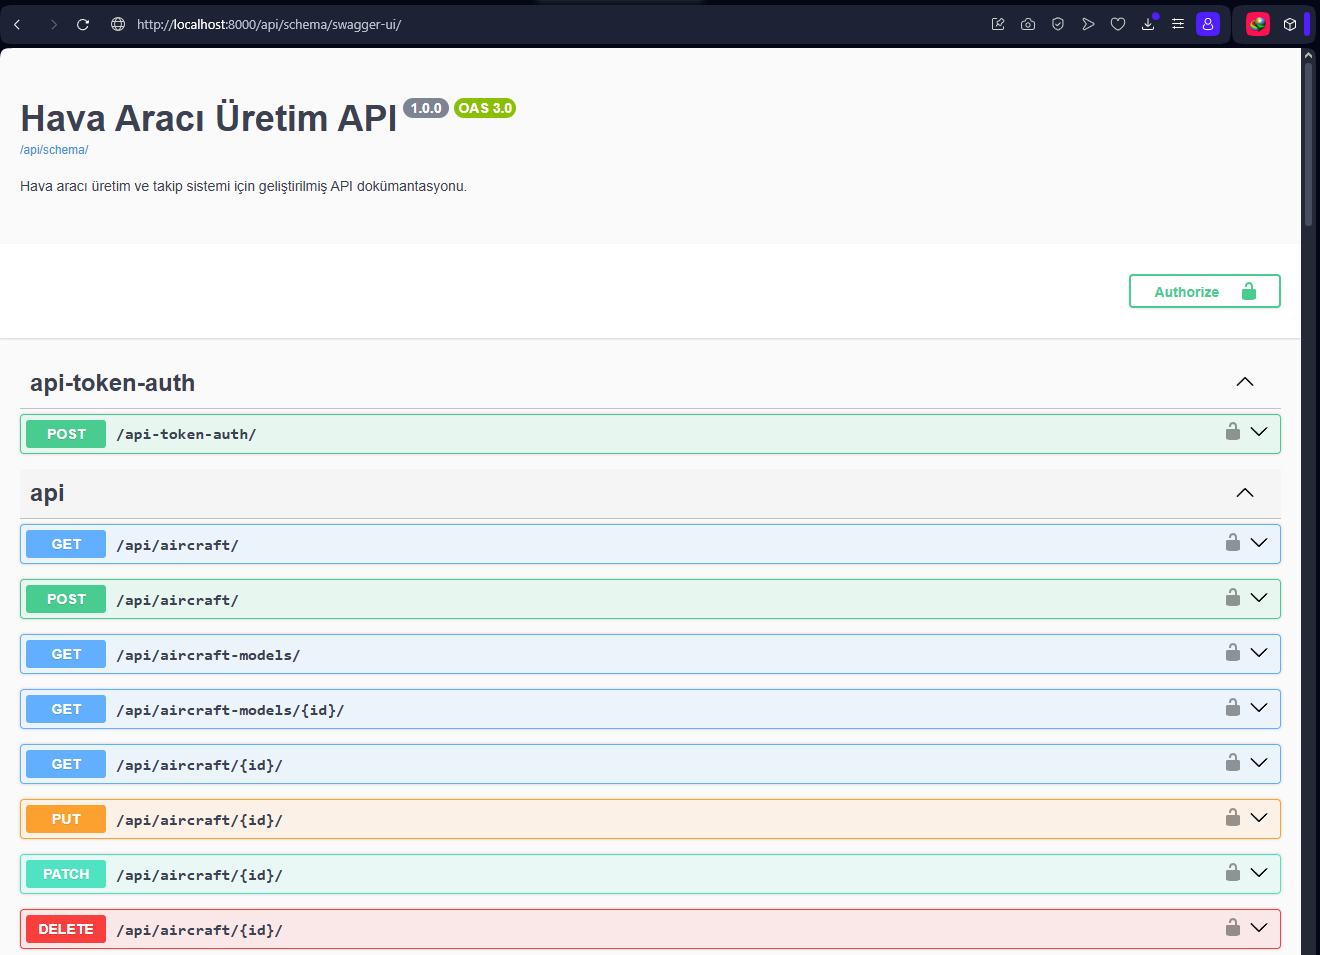 http://localhost:8000/api/schema/swagger-ui/
Hava Aracı Üretim API 1.0.0 OAS 3.0
/api/schema/
Hava aracı üretim ve takip sistemi için geliştirilmiş API dokümantasyonu.
Authorize
api-token-auth
POST /api-token-auth/
api
GET /api/aircraft/
POST /api/aircraft/
GET /api/aircraft-models/
GET /api/aircraft-models/{id}/
GET /api/aircraft/{id}/
PUT /api/aircraft/{id}/
PATCH /api/aircraft/{id}/
DELETE /api/aircraft/{id}/